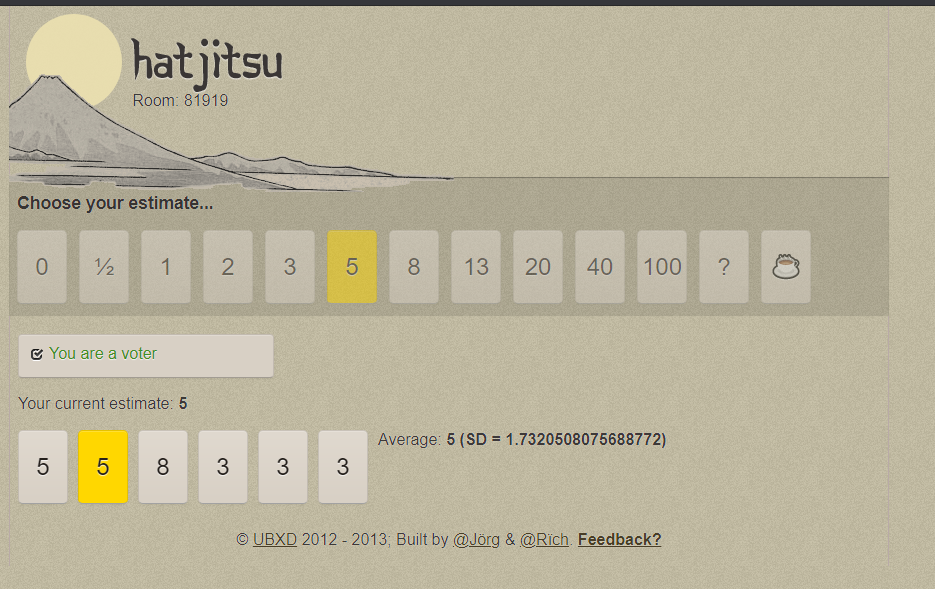 hatjitsu
Room: 81919
Choose your estimate...
0 ½ 1 2 3 5 8 13 20 40 100 ?
You are a voter
Your current estimate: 5
5 5 8 3 3 3 Average: 5 (SD = 1.7320508075688772)
© UBXD 2012 - 2013; Built by @Jörg & @Rich. Feedback?